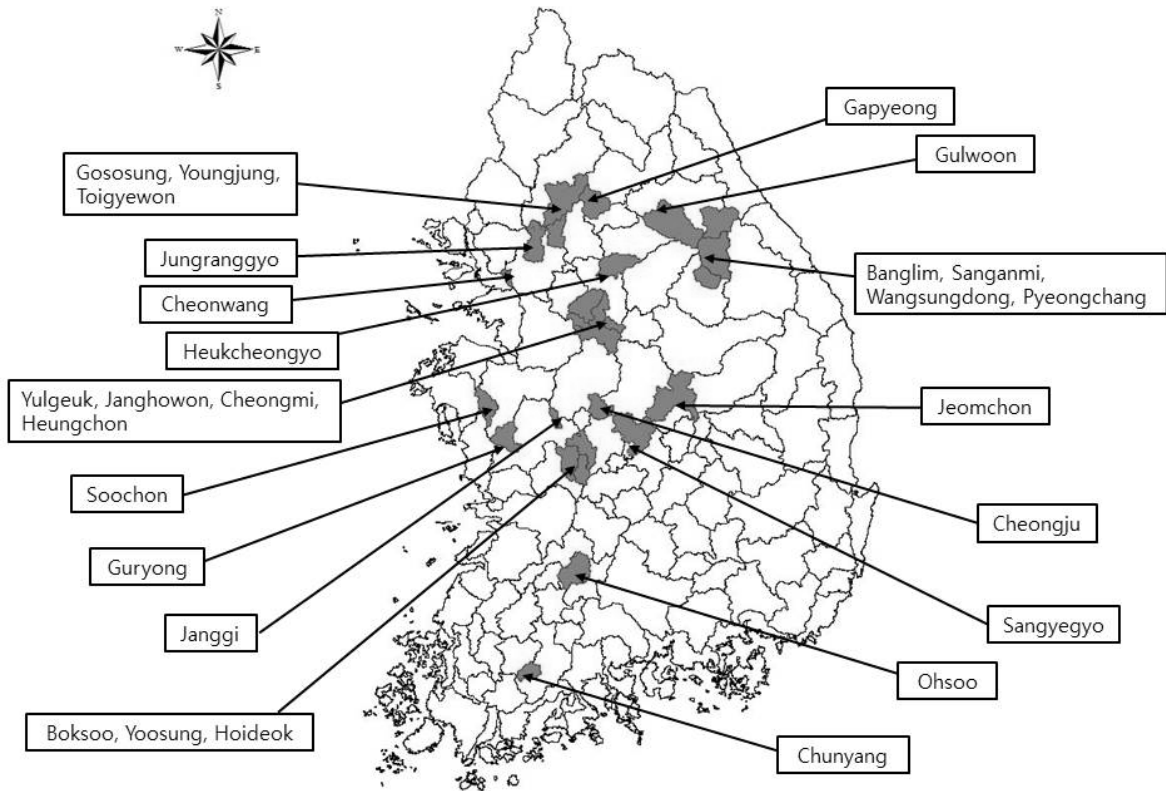 N
W
E
S
Gapyeong
Gulwoon
Gososung, Youngjung,
Toigyewon
Jungranggyo
Banglim, Sanganmi,
Wangsungdong, Pyeongchang
Cheonwang
Heukcheongyo
Yulgeuk, Janghowon, Cheongmi,
Heungchon
Jeomchon
Soochon
Cheongju
Guryong
Janggi
Sangyegyo
Ohsoo
Boksoo, Yoosung, Hoideok
Chunyang